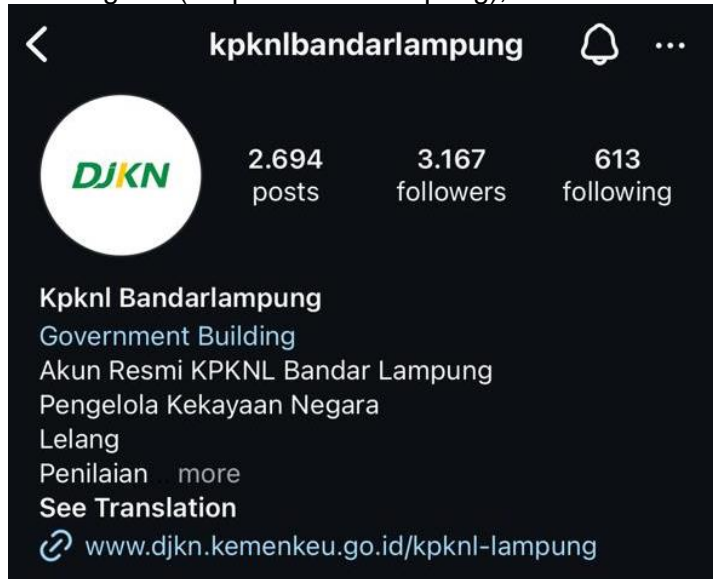 kpknlbandarlampung
DJKN
2.694 3.167 613
posts followers following
Kpknl Bandarlampung
Government Building
Akun Resmi KPKNL Bandar Lampung
Pengelola Kekayaan Negara
Lelang
Penilaian ... more
See Translation
www.djkn.kemenkeu.go.id/kpknl-lampung